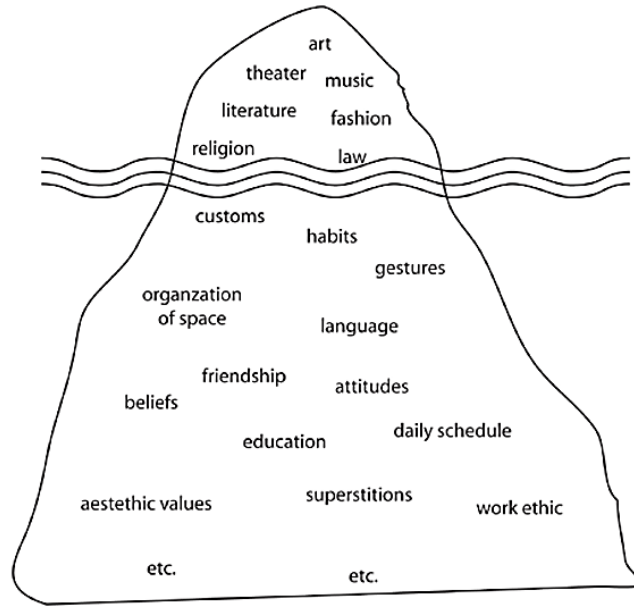 art
theater
music
literature
fashion
religion
law
customs
habits
gestures
organzation
of space
language
friendship
attitudes
beliefs
daily schedule
education
superstitions
aestethic values
work ethic
etc.
etc.